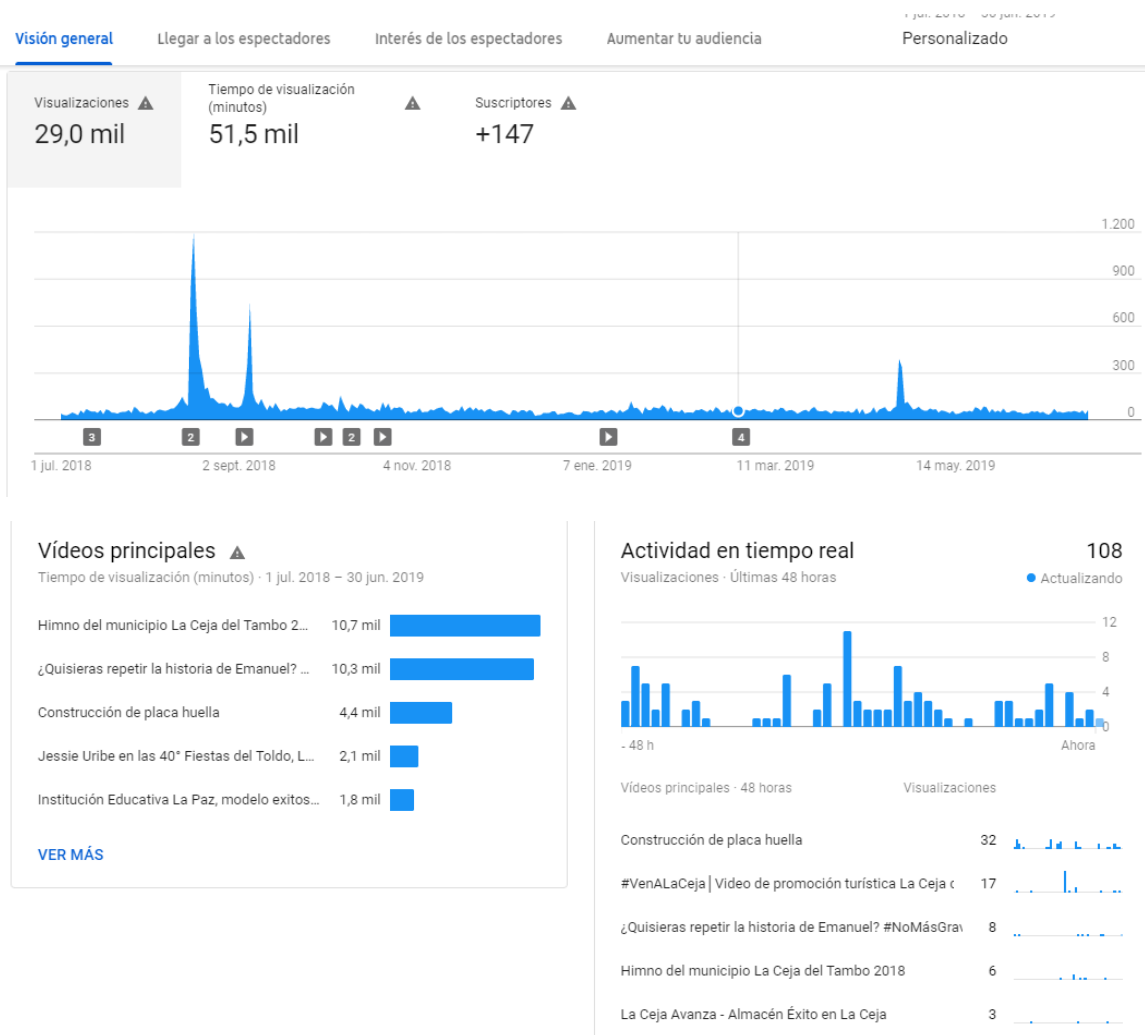 1 jul. 2018 – 30 jun. 2019
Visión general Llegar a los espectadores Interés de los espectadores Aumentar tu audiencia Personalizado
Visualizaciones
29,0 mil
Tiempo de visualización
(minutos)
51,5 mil
Suscriptores
+147
1.200
900
600
300
0
3 2 2 4
1 jul. 2018 2 sept. 2018 4 nov. 2018 7 ene. 2019 11 mar. 2019 14 may. 2019
Vídeos principales
Tiempo de visualización (minutos) · 1 jul. 2018 – 30 jun. 2019
Himno del municipio La Ceja del Tambo 2... 10,7 mil
¿Quisieras repetir la historia de Emanuel? ... 10,3 mil
Construcción de placa huella 4,4 mil
Jessie Uribe en las 40° Fiestas del Toldo, L... 2,1 mil
Institución Educativa La Paz, modelo exitos... 1,8 mil
VER MÁS
Actividad en tiempo real 108
Visualizaciones · Últimas 48 horas Actualizando
12
8
4
0
- 48 h Ahora
Vídeos principales · 48 horas Visualizaciones
Construcción de placa huella 32
#VenALaCeja | Video de promoción turística La Ceja 17
¿Quisieras repetir la historia de Emanuel? #NoMásGra 8
Himno del municipio La Ceja del Tambo 2018 6
La Ceja Avanza - Almacén Éxito en La Ceja 3